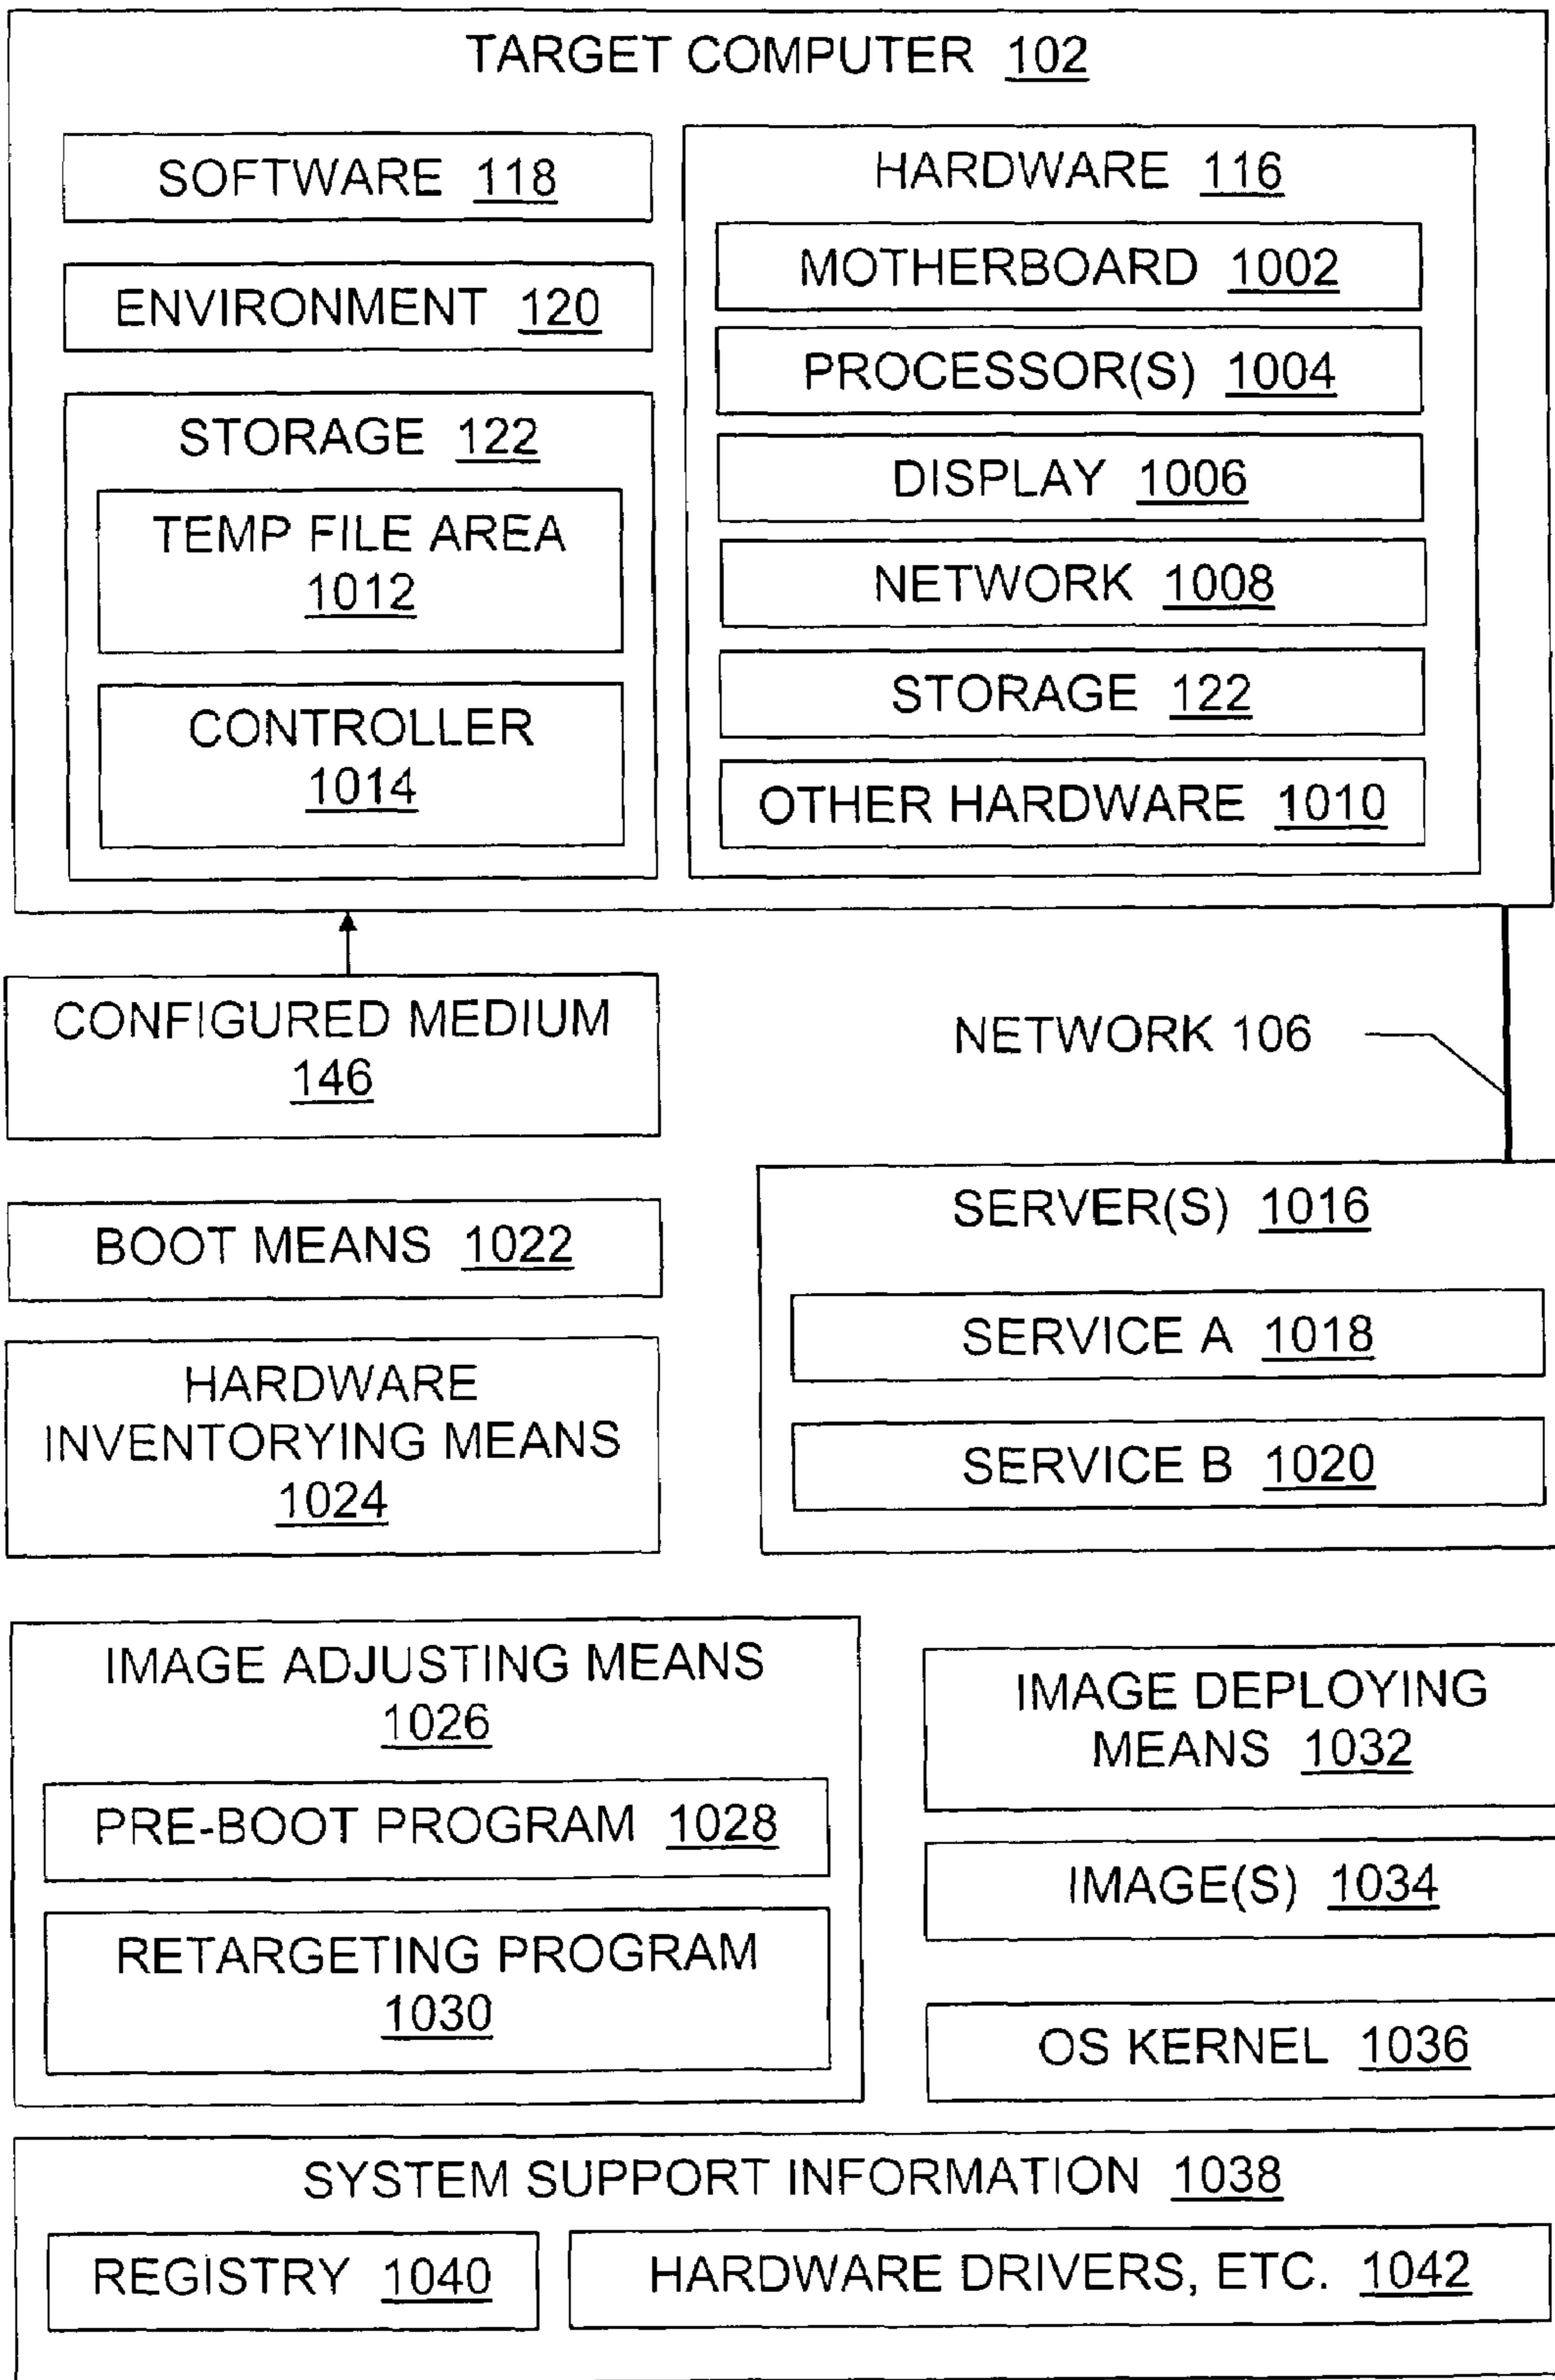 TARGET COMPUTER 102
SOFTWARE 118
ENVIRONMENT 120
STORAGE 122
TEMP FILE AREA
1012
CONTROLLER
1014
HARDWARE 116
MOTHERBOARD 1002
PROCESSOR(S) 1004
DISPLAY 1006
NETWORK 1008
STORAGE 122
OTHER HARDWARE 1010
CONFIGURED MEDIUM
146
NETWORK 106
BOOT MEANS 1022
HARDWARE
INVENTORYING MEANS
1024
SERVER(S) 1016
SERVICE A 1018
SERVICE B 1020
IMAGE ADJUSTING MEANS
1026
PRE-BOOT PROGRAM 1028
RETARGETING PROGRAM
1030
IMAGE DEPLOYING
MEANS 1032
IMAGE(S) 1034
OS KERNEL 1036
SYSTEM SUPPORT INFORMATION 1038
REGISTRY 1040
HARDWARE DRIVERS, ETC. 1042